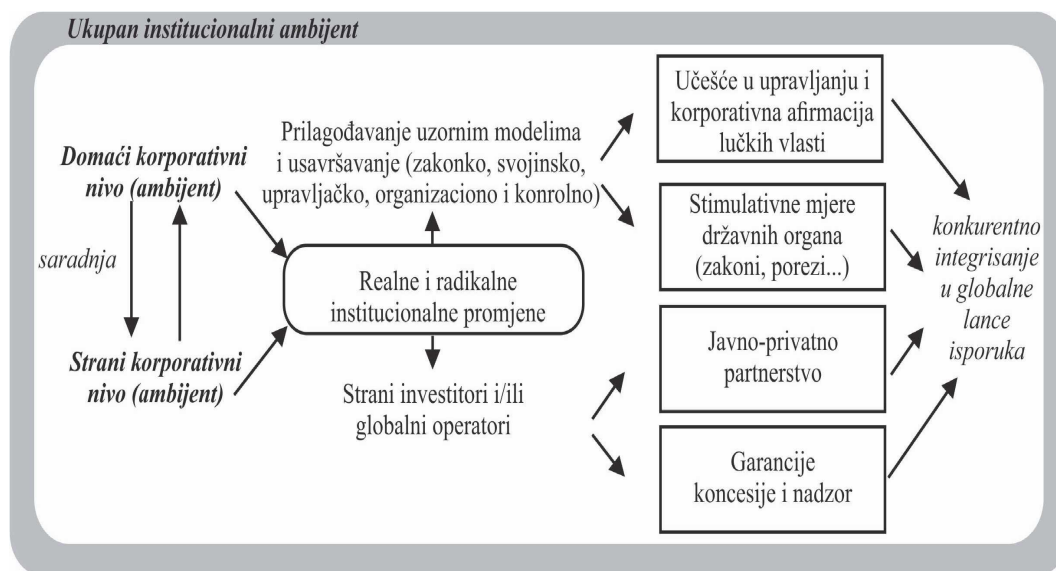 Ukupan institucionalni ambijent
Domaći korporativni
nivo (ambijent)
saradnja
Strani korporativni
nivo (ambijent)
Prilagođavanje uzornim modelima
i usavršavanje (zakonko, svojinsko,
upravljačko, organizaciono i konrolno)
Realne i radikalne
institucionalne promjene
Strani investitori i/ili
globalni operatori
Učešće u upravljanju i
korporativna afirmacija
lučkih vlasti
Stimulativne mjere
državnih organa
(zakoni, porezi...)
Javno-privatno
partnerstvo
Garancije
koncesije i nadzor
konkurentno
integrisanje
u globalne
lance
isporuka